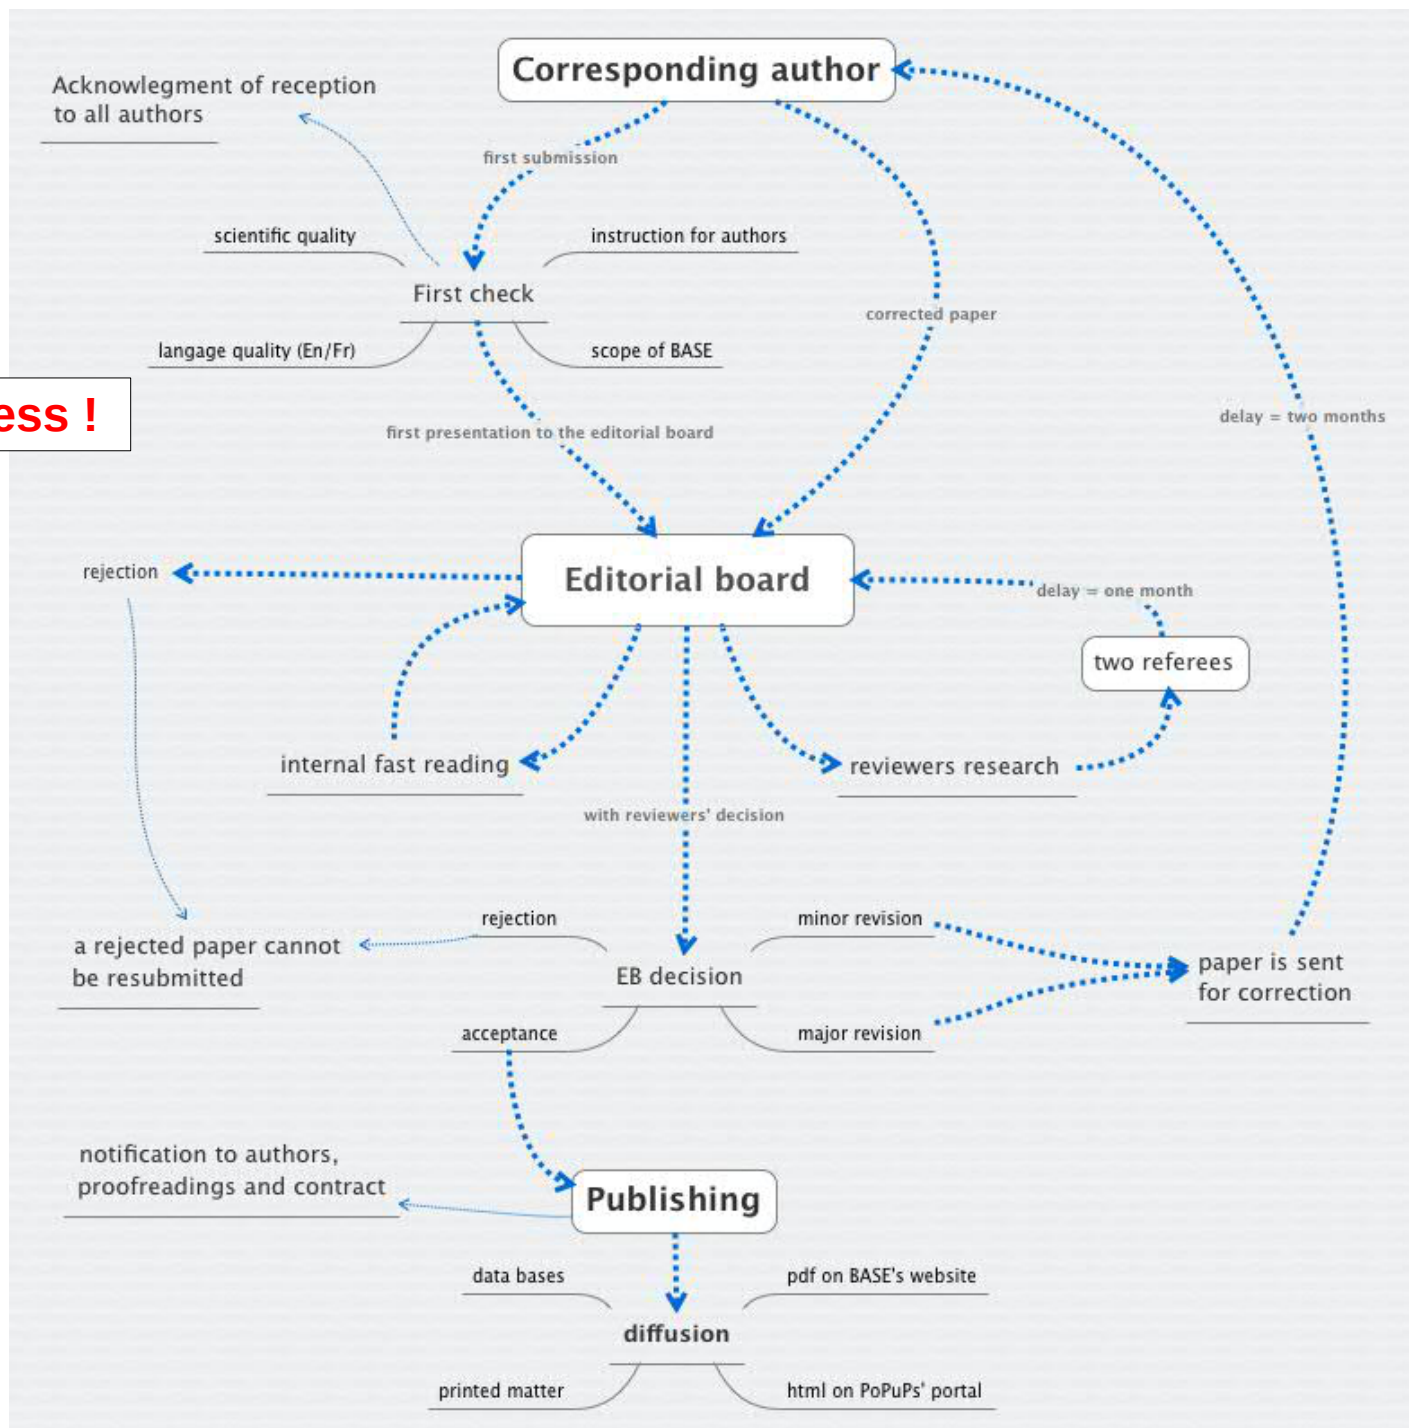 Corresponding author
Acknowlegment of reception
to all authors
first submission
scientific quality
instruction for authors
First check
corrected paper
langage quality (En/Fr)
scope of BASE
ess !
delay = two months
first presentation to the editorial board
rejection
Editorial board
delay = one month
two referees
internal fast reading
reviewers research
with reviewers' decision
rejection
minor revision
a rejected paper cannot
be resubmitted
EB decision
paper is sent
for correction
acceptance
major revision
notification to authors,
proofreadings and contract
Publishing
data bases
pdf on BASE's website
diffusion
printed matter
html on PoPuPs' portal